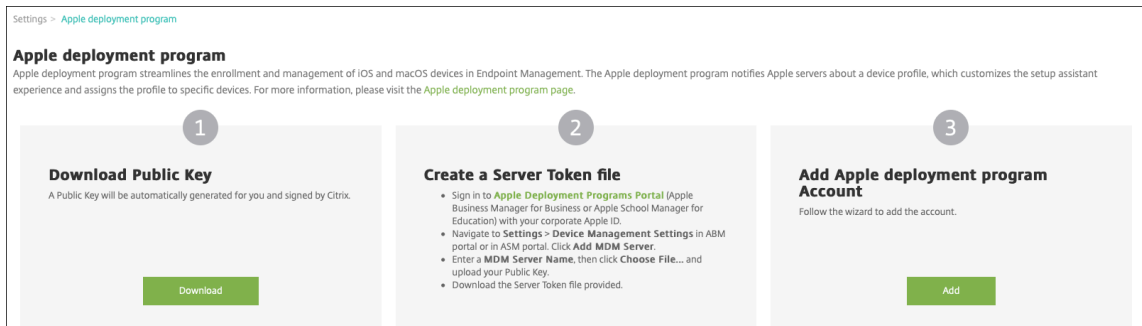 Settings > Apple deployment program
Apple deployment program
Apple deployment program streamlines the enrollment and management of iOS and macOS devices in Endpoint Management. The Apple deployment program notifies Apple servers about a device profile, which customizes the setup assistant
experience and assigns the profile to specific devices. For more information, please visit the Apple deployment program page.
1
Download Public Key
A Public Key will be automatically generated for you and signed by Citrix.
Download
2
Create a Server Token file
• Sign in to Apple Deployment Programs Portal (Apple
Business Manager for Business or Apple School Manager for
Education) with your corporate Apple ID.
• Navigate to Settings > Device Management Settings in ABM
portal or in ASM portal. Click Add MDM Server.
• Enter a MDM Server Name, then click Choose File... and
upload your Public Key.
• Download the Server Token file provided.
3
Add Apple deployment program
Account
Follow the wizard to add the account.
Add